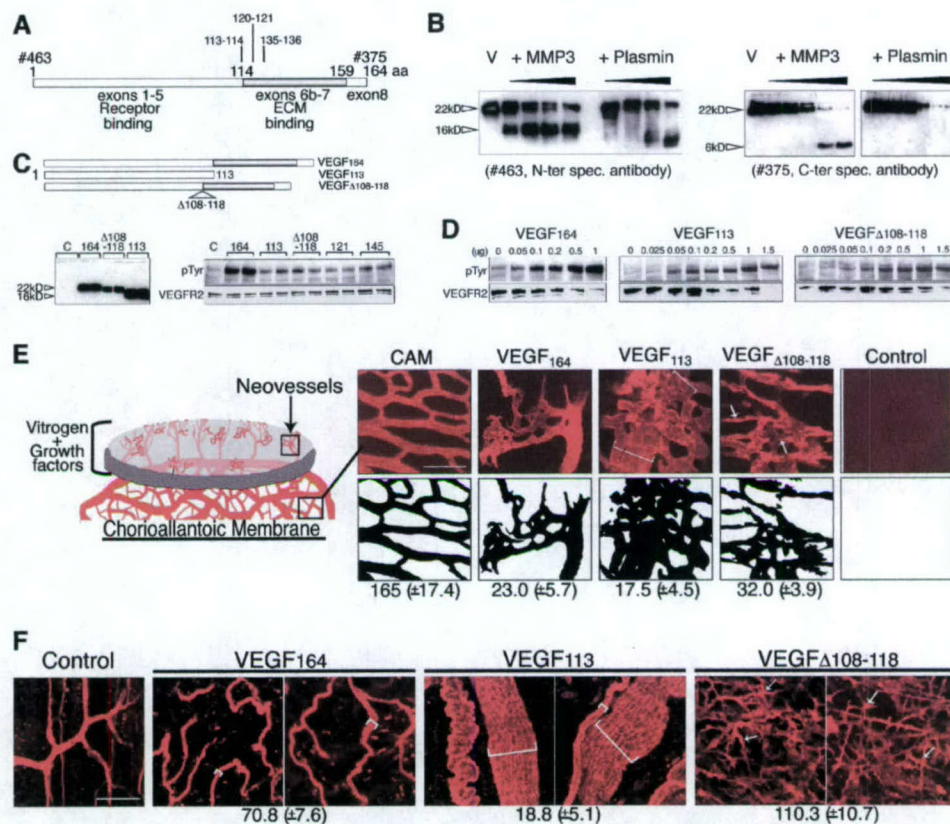 A
120-121
113-114
135-136
#463
#375
1
114
159
164 aa
exons 1-5
exons 6b-7
exon8
Receptor binding
ECM binding
B
V
+ MMP3
+ Plasmin
+ MMP3
+ Plasmin
22kD
16kD
22kD
6kD
(#463, N-ter spec. antibody)
(#375, C-ter spec. antibody)
C
VEGF164
1
113
VEGF113
VEGFΔ108-118
Δ108-118
C 164 Δ108-118 113
22kD
16kD
C 164 113 Δ108-118 121 145
pTyr
VEGFR2
D
VEGF164
VEGF113
VEGFΔ108-118
(ug)
0 0.05 0.1 0.2 0.5 1
0 0.025 0.05 0.1 0.2 0.5 1 1.5
0 0.025 0.05 0.1 0.2 0.5 1 1.5
pTyr
VEGFR2
E
Neovessels
Vitrogen
+
Growth
factors
Chorioallantoic Membrane
CAM
VEGF164
VEGF113
VEGFΔ108-118
Control
165 (±17.4)
23.0 (±5.7)
17.5 (±4.5)
32.0 (±3.9)
F
Control
VEGF164
VEGF113
VEGFΔ108-118
70.8 (±7.6)
18.8 (±5.1)
110.3 (±10.7)